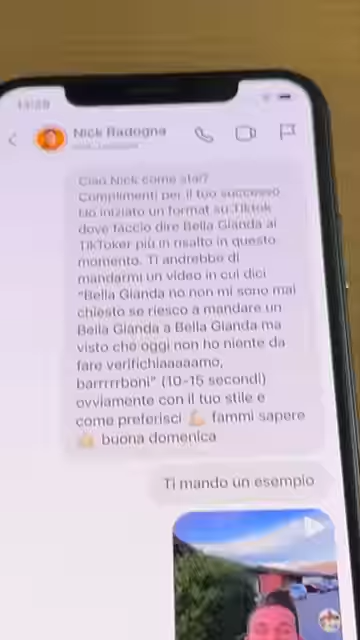 Nick Radogna
Ciao Nick come stai?
Complimenti per il tuo successo
Ho iniziato un format su Tiktok
dove faccio dire Bella Gianda ai
TikToker più in risalto in questo
momento. Ti andrebbe di
mandarmi un video in cui dici
"Bella Gianda no non mi sono mai
chiesto se riesco a mandare un
Bella Gianda a Bella Gianda ma
visto che oggi non ho niente da
fare verifichiaaaaamo,
barrrrrboni" (10-15 secondi)
ovviamente con il tuo stile e
come preferisci 💪🏻 fammi sapere
buona domenica
Ti mando un esempio